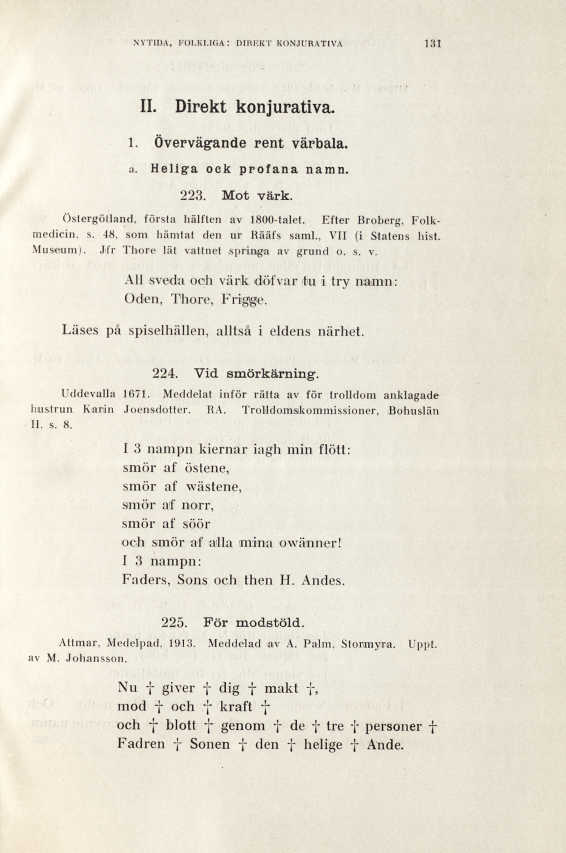 NYTIDA, FOLKLIGA: DIREKT KONJURATIVA 131
II. Direkt konjurativa.
1. Övervägande rent värbala.
a. Heliga ock profana namn.
223. Mot värk.
Östergötland, första hälften av 1800-talet. Efter Broberg, Folk-
medicin, s. 48, som hämtat den ur Rääfs saml., VII (i Statens hist.
Museum). Jfr Thore lät vattnet springa av grund o. s. v.
All sveda och värk döfvar tu i try namn:
Oden, Thore, Frigge.
Läses på spiselhällen, alltså i eldens närhet.
224. Vid smörkärning.
Uddevalla 1671. Meddelat inför rätta av för trolldom anklagade
hustrun Karin Joensdotter. RA. Trolldomskommissioner, Bohuslän
II. s. 8.
I 3 nampn kiernar iagh min flött:
smör af östene,
smör af wästene,
smör af norr,
smör af söör
och smör af alla mina owänner!
I 3 nampn:
Faders, Sons och then H. Andes.
225. För modstöld.
Attmar, Medelpad, 1913. Meddelad av A. Palm, Stormyra. Uppt.
av M. Johansson.
Nu † giver † dig † makt †,
mod † och † kraft †
och † blott † genom † de † tre † personer †
Fadren † Sonen † den † helige † Ande.